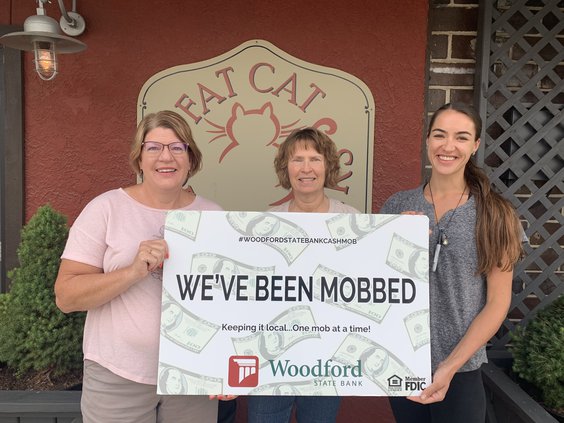 FAT CAT
#WOODFORDSTATEBANKCASHMOB
WE'VE BEEN MOBBED
Keeping it local...One mob at a time!
Woodford
STATE BANK
Member
FDIC